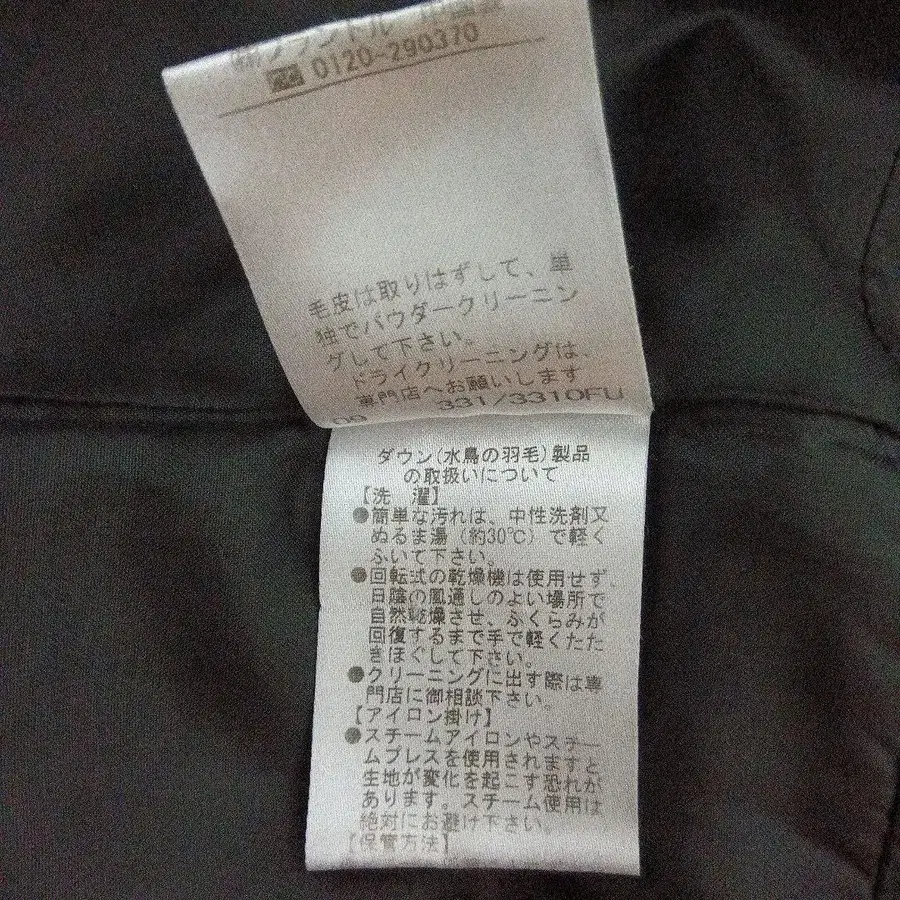 0120-290370
毛皮は取りはずして、単
独でパウダークリーニン
グして下さい。
ドライクリーニングは、
専門店へお願いします
09 331/3310FU
ダウン(水鳥の羽毛)製品
の取扱いについて
【洗 濯】
●簡単な汚れは、中性洗剤又
ぬるま湯(約30℃)で軽く
ふいて下さい。
●回転式の乾燥機は使用せず、
日陰の風通しのよい場所で
自然乾燥させ、ふくらみが
回復するまで手で軽くたた
きほぐして下さい。
●クリーニングに出す際は専
門店に御相談下さい。
【アイロン掛け】
●スチームアイロンやスチー
ムプレスを使用されますと
生地が変化を起こす恐れが
あります。スチーム使用は
絶対にお避け下さい。
【保管方法】